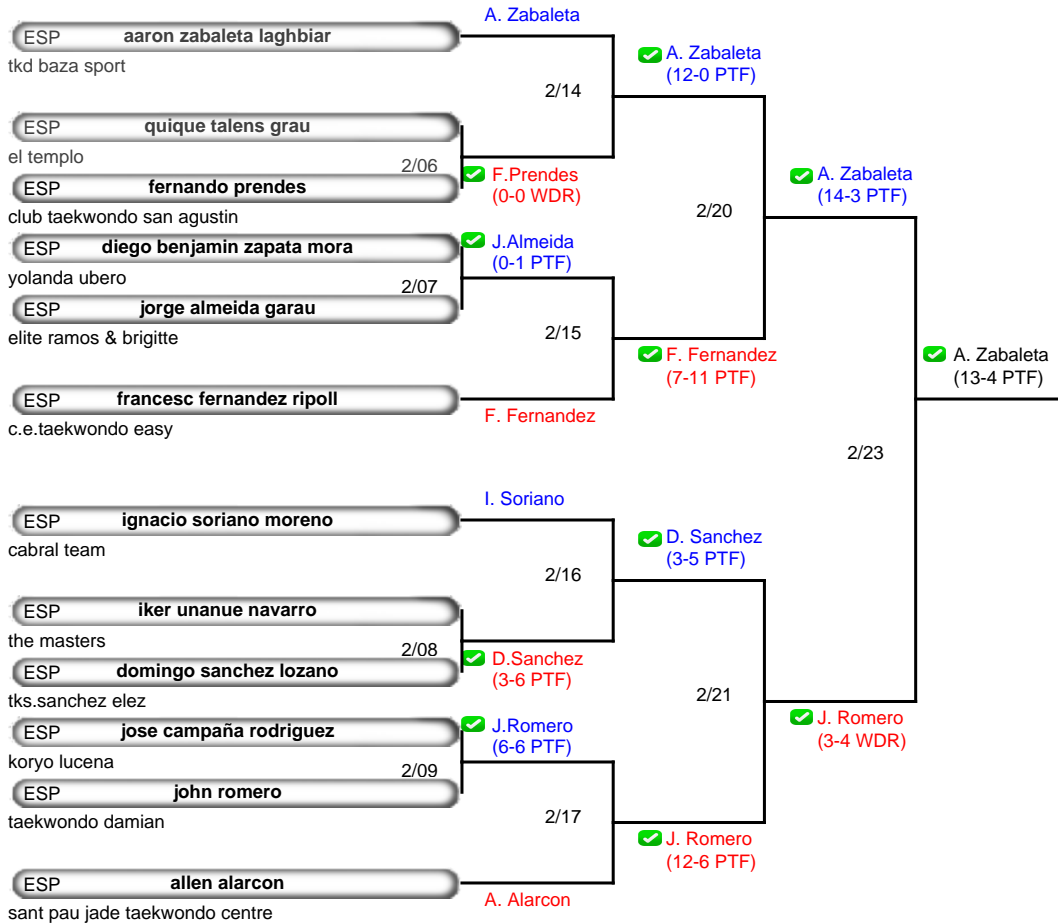 A. Zabaleta
ESP aaron zabaleta laghbiar
tkd baza sport
A. Zabaleta
(12-0 PTF)
2/14
ESP quique talens grau
el templo
2/06
F.Prendes
(0-0 WDR)
ESP fernando prendes
club taekwondo san agustin
A. Zabaleta
(14-3 PTF)
2/20
ESP diego benjamin zapata mora
J.Almeida
(0-1 PTF)
yolanda ubero
2/07
ESP jorge almeida garau
elite ramos & brigitte
2/15
F. Fernandez
(7-11 PTF)
A. Zabaleta
(13-4 PTF)
ESP francesc fernandez ripoll
F. Fernandez
c.e.taekwondo easy
2/23
I. Soriano
ESP ignacio soriano moreno
cabral team
D. Sanchez
(3-5 PTF)
2/16
ESP iker unanue navarro
the masters
2/08
D.Sanchez
(3-6 PTF)
ESP domingo sanchez lozano
tks.sanchez elez
2/21
J. Romero
(3-4 WDR)
ESP jose campaña rodriguez
J.Romero
(6-6 PTF)
koryo lucena
2/09
ESP john romero
taekwondo damian
2/17
J. Romero
(12-6 PTF)
ESP allen alarcon
A. Alarcon
sant pau jade taekwondo centre